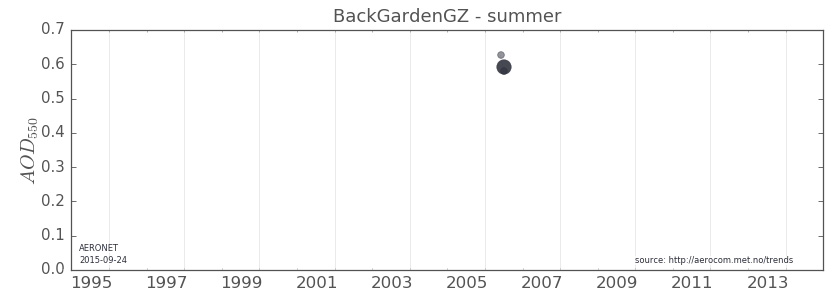 BackGardenGZ - summer
0.7
0.6
0.5
0.4
0.3
0.2
0.1
0.0
AOD550
AERONET
2015-09-24
source: http://aerocom.met.no/trends
1995 1997 1999 2001 2003 2005 2007 2009 2011 2013